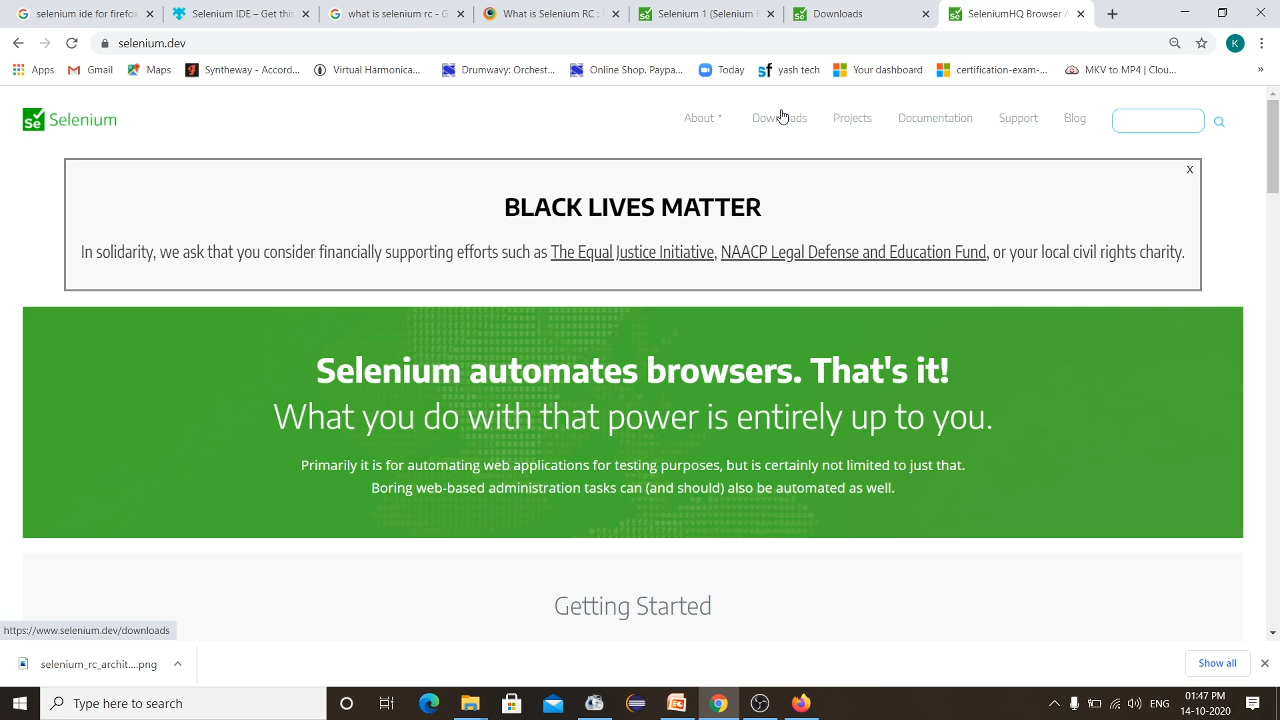 selenium ide for firefox
Selenium IDE - Get this
what is selenium rc - G
What is Selenium RC :
Selenium 1 (Selenium
Downloads
SeleniumHQ Browser
selenium.dev
K
Apps
Gmail
Maps
Synthewiz - Accord...
Virtual Harmonica...
Drumwavy: Orchest...
Online Shop. Paypa...
Today
yash tech
Your dashboard
certification-exam-...
MKV to MP4 | Clou...
»
Se Selenium
About
Downloads
Projects
Documentation
Support
Blog
X
BLACK LIVES MATTER
In solidarity, we ask that you consider financially supporting efforts such as The Equal Justice Initiative, NAACP Legal Defense and Education Fund, or your local civil rights charity.
Selenium automates browsers. That's it!
What you do with that power is entirely up to you.
Primarily it is for automating web applications for testing purposes, but is certainly not limited to just that.
Boring web-based administration tasks can (and should) also be automated as well.
Getting Started
https://www.selenium.dev/downloads
selenium_rc_archit....png
Show all
Type here to search
ENG
01:47 PM
14-10-2020